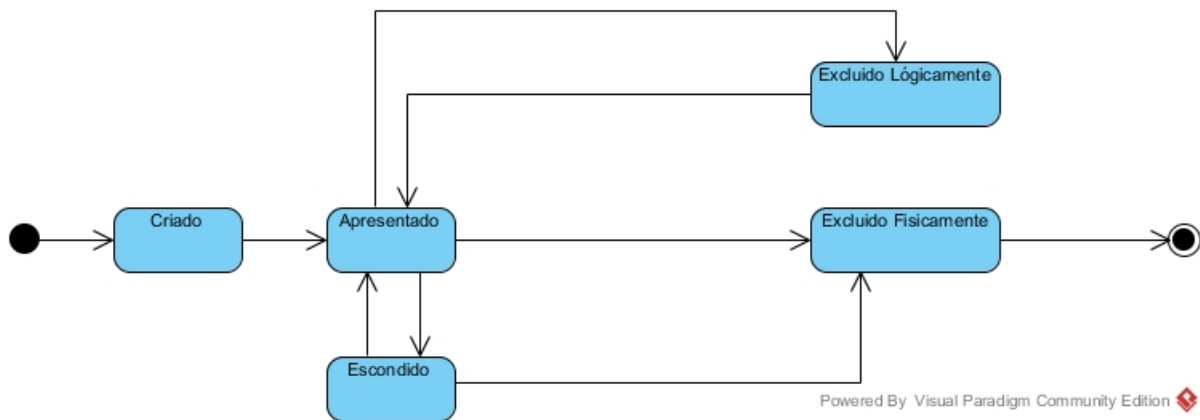 Excluido Lógicamente
Criado
Apresentado
Excluido Fisicamente
Escondido
Powered By Visual Paradigm Community Edition